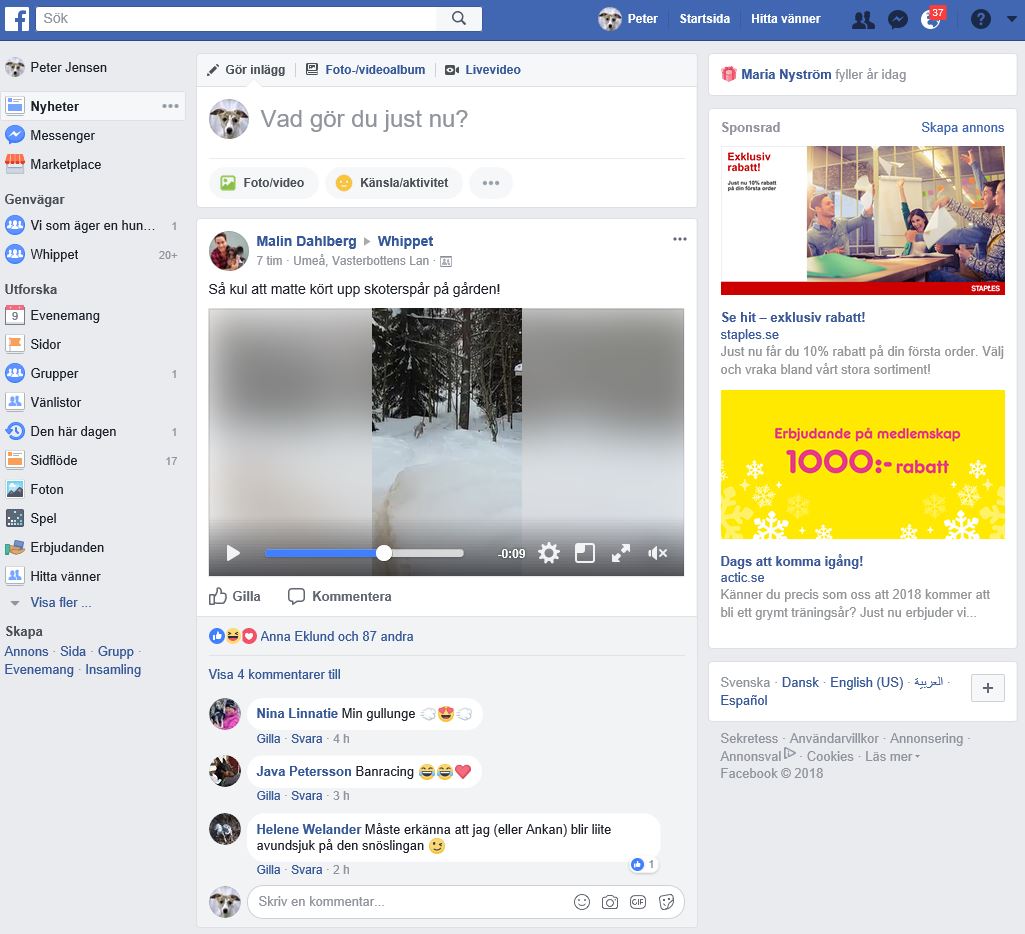 Sök
Peter
Startsida
Hitta vänner
37
Peter Jensen
Nyheter
Messenger
Marketplace
Genvägar
Vi som äger en hun... 1
Whippet 20+
Utforska
9 Evenemang
Sidor
Grupper 1
Vänlistor
Den här dagen 1
Sidflöde 17
Foton
Spel
Erbjudanden
Hitta vänner
Visa fler ...
Skapa
Annons · Sida · Grupp ·
Evenemang · Insamling
Gör inlägg
Foto-/videoalbum
Livevideo
Vad gör du just nu?
Foto/video
Känsla/aktivitet
Malin Dahlberg ▸ Whippet
7 tim · Umeå, Vasterbottens Lan ·
Så kul att matte kört upp skoterspår på gården!
-0:09
Gilla
Kommentera
Anna Eklund och 87 andra
Visa 4 kommentarer till
Nina Linnatie Min gullunge 💨😍💨
Gilla · Svara · 4 h
Java Petersson Banracing 😂😂❤️
Gilla · Svara · 3 h
Helene Welander Måste erkänna att jag (eller Ankan) blir liite
avundsjuk på den snöslingan 😉
1
Gilla · Svara · 2 h
Skriv en kommentar...
GIF
Maria Nyström fyller år idag
Sponsrad
Skapa annons
Exklusiv
rabatt!
Just nu 10% rabatt
på din första order
STAPLES
Se hit – exklusiv rabatt!
staples.se
Just nu får du 10% rabatt på din första order. Välj
och vraka bland vårt stora sortiment!
Erbjudande på medlemskap
1000:- rabatt
Dags att komma igång!
actic.se
Känner du precis som oss att 2018 kommer att
bli ett grymt träningsår? Just nu erbjuder vi...
Svenska · Dansk · English (US) · العربية ·
Español
Sekretess · Användarvillkor · Annonsering ·
Annonsval · Cookies · Läs mer
Facebook © 2018